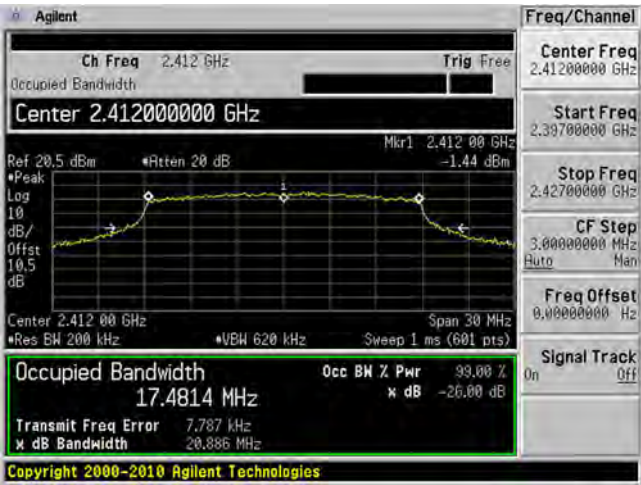 Agilent
Freq/Channel
Ch Freq 2.412 GHz Trig Free
Occupied Bandwidth
Center 2.412000000 GHz
Mkr1 2.412 00 GHz
Ref 20.5 dBm #Atten 20 dB -1.44 dBm
#Peak
Log
10
dB/
Offst
10.5
dB
1
Center 2.412 00 GHz Span 30 MHz
#Res BW 200 kHz #VBW 620 kHz Sweep 1 ms (601 pts)
Occupied Bandwidth
17.4814 MHz
Occ BW % Pwr 99.00 %
x dB -26.00 dB
Transmit Freq Error 7.787 kHz
x dB Bandwidth 20.886 MHz
Copyright 2000-2010 Agilent Technologies
Center Freq
2.41200000 GHz
Start Freq
2.39700000 GHz
Stop Freq
2.42700000 GHz
CF Step
3.00000000 MHz
Auto Man
Freq Offset
0.00000000 Hz
Signal Track
On Off